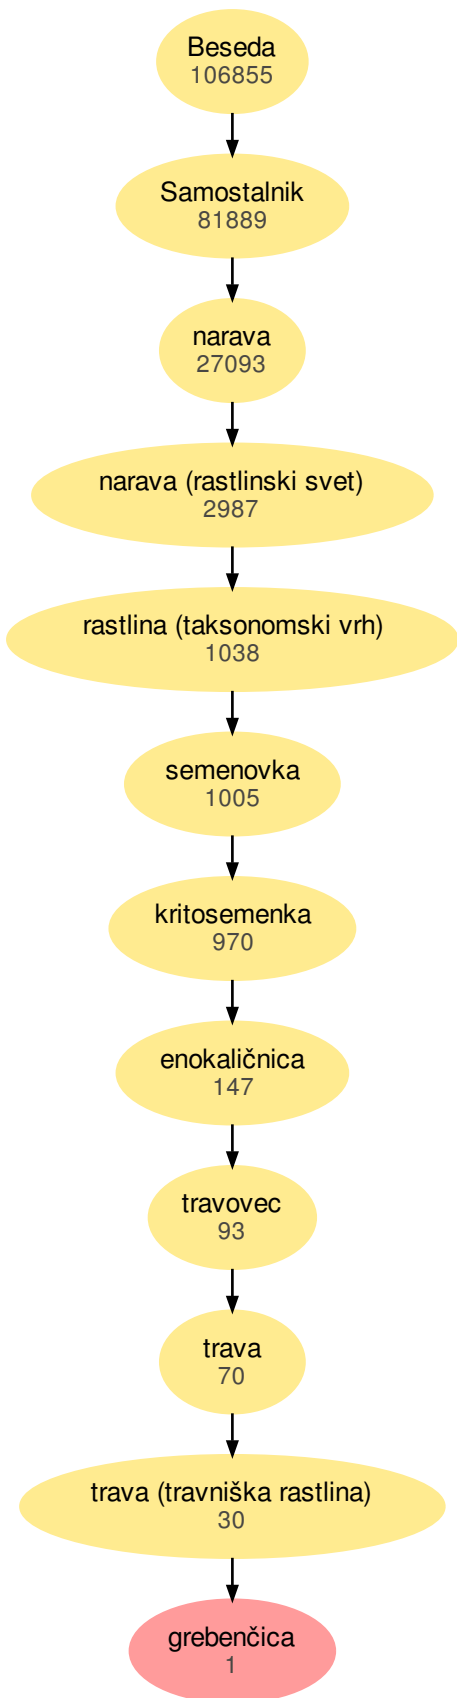 Beseda
106855
Samostalnik
81889
narava
27093
narava (rastlinski svet)
2987
rastlina (taksonomski vrh)
1038
semenovka
1005
kritosemenka
970
enokaličnica
147
travovec
93
trava
70
trava (travniška rastlina)
30
grebenčica
1